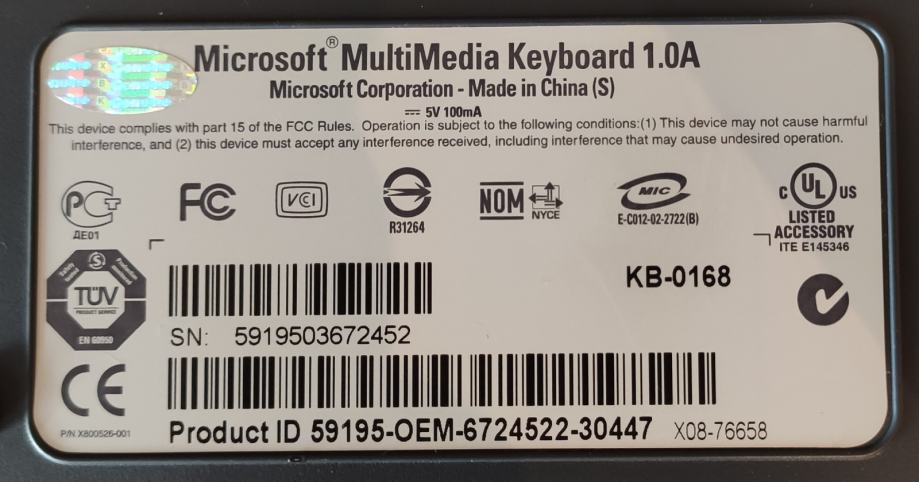 Microsoft® MultiMedia Keyboard 1.0A
Microsoft Corporation - Made in China (S)
⎓ 5V 100mA
This device complies with part 15 of the FCC Rules. Operation is subject to the following conditions:(1) This device may not cause harmful
interference, and (2) this device must accept any interference received, including interference that may cause undesired operation.
РСТ
ДЕ01
FC
VCI
R31264
NOM
NYCE
MIC
E-C012-02-2722(B)
C UL US
LISTED
ACCESSORY
ITE E145346
TÜV
PRODUCT SERVICE
EN 60950
KB-0168
SN: 5919503672452
CE
P/N X800526-001
Product ID 59195-OEM-6724522-30447 X08-76658